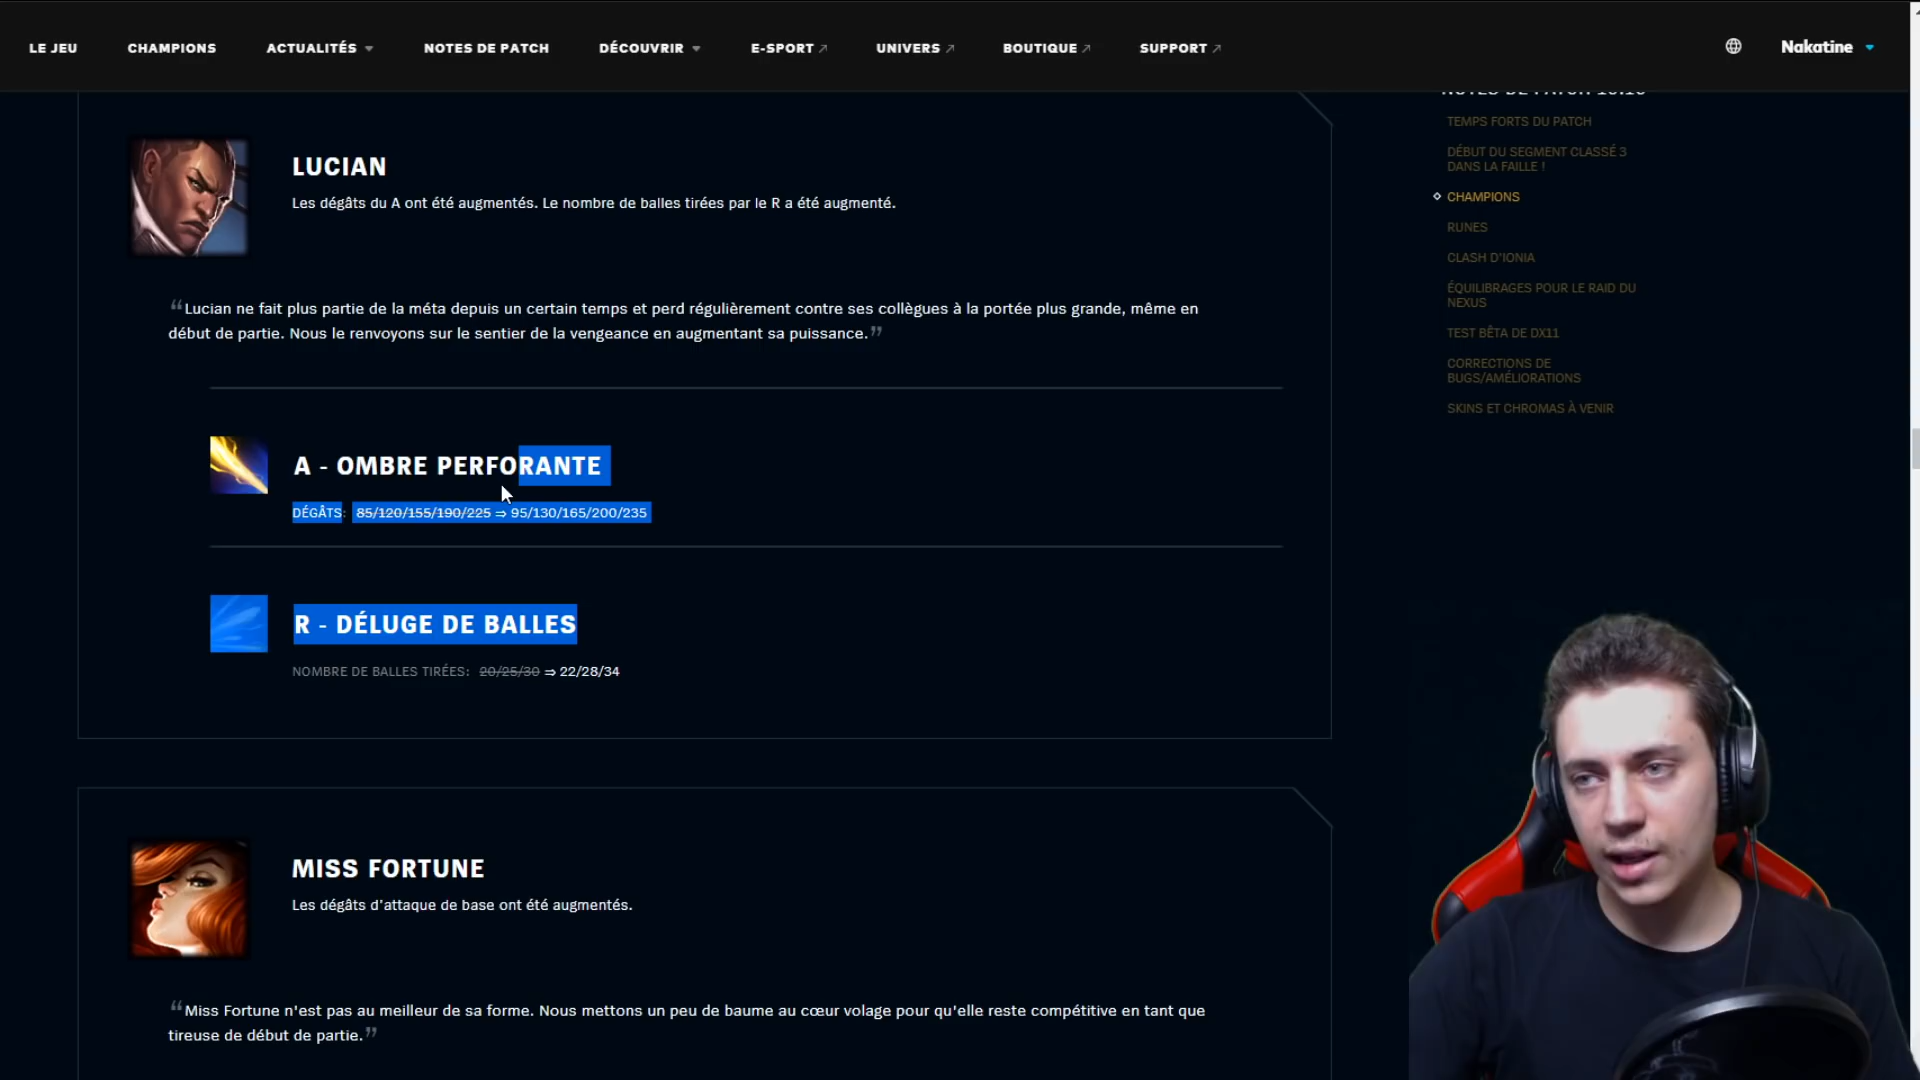 LE JEU CHAMPIONS ACTUALITÉS NOTES DE PATCH DÉCOUVRIR E-SPORT UNIVERS BOUTIQUE SUPPORT Nakatine
LUCIAN
Les dégâts du A ont été augmentés. Le nombre de balles tirées par le R a été augmenté.
“Lucian ne fait plus partie de la méta depuis un certain temps et perd régulièrement contre ses collègues à la portée plus grande, même en
début de partie. Nous le renvoyons sur le sentier de la vengeance en augmentant sa puissance.”
A - OMBRE PERFORANTE
DÉGÂTS: 85/120/155/190/225 ⇒ 95/130/165/200/235
R - DÉLUGE DE BALLES
NOMBRE DE BALLES TIRÉES: 20/25/30 ⇒ 22/28/34
MISS FORTUNE
Les dégâts d'attaque de base ont été augmentés.
“Miss Fortune n'est pas au meilleur de sa forme. Nous mettons un peu de baume au cœur volage pour qu'elle reste compétitive en tant que
tireuse de début de partie.”
NOTES DE PATCH
TEMPS FORTS DU PATCH
DÉBUT DU SEGMENT CLASSÉ 3
DANS LA FAILLE !
CHAMPIONS
RUNES
CLASH D'IONIA
ÉQUILIBRAGES POUR LE RAID DU
NEXUS
TEST BÊTA DE DX11
CORRECTIONS DE
BUGS/AMÉLIORATIONS
SKINS ET CHROMAS À VENIR